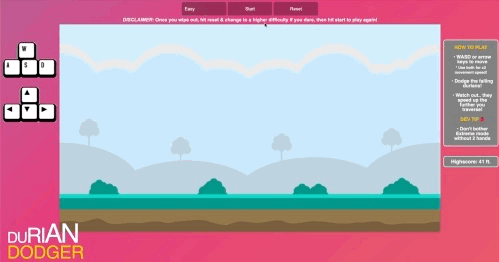 Easy
Start
Reset
DISCLAIMER: Once you wipe out, hit reset & change to a higher difficulty if you dare, then hit start to play again!
W
A
S
D
HOW TO PLAY
• WASD or arrow
keys to move
* Use both for x2
movement speed!
• Dodge the falling
durians!
• Watch out.. they
speed up the
further you
traverse!
DEV TIP
• Don't bother
Extreme mode
without 2 hands
Highscore: 41 ft.
DURIAN
DODGER